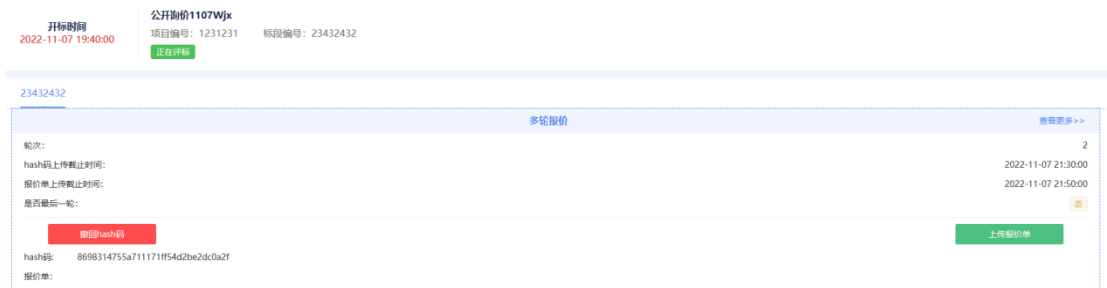 开标时间
2022-11-07 19:40:00
公开询价1107Wjx
项目编号：1231231 标段编号：23432432
正在评标
23432432
多轮报价 查看更多>>
轮次： 2
hash码上传截止时间： 2022-11-07 21:30:00
报价单上传截止时间： 2022-11-07 21:50:00
是否最后一轮： 否
撤回hash码 上传报价单
hash码： 8698314755a711171ff54d2be2dc0a2f
报价单：